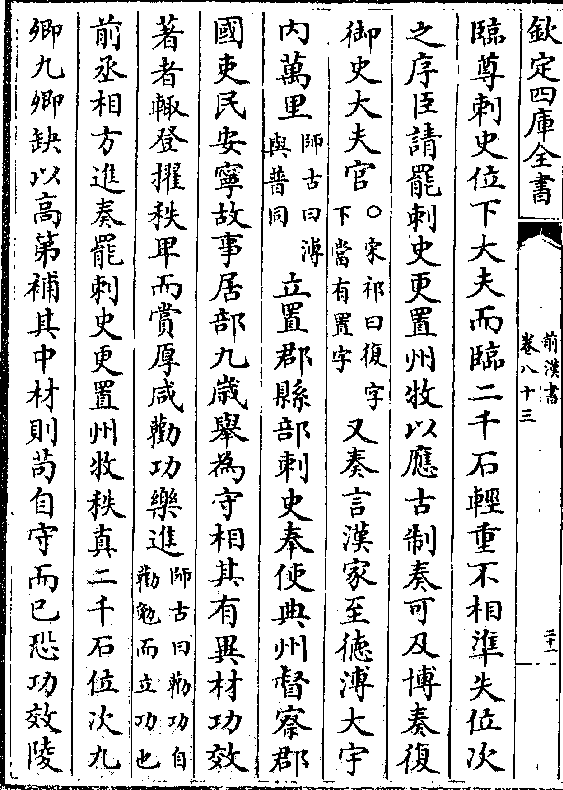 欽定四庫全書
前漢書
卷八十三
二十一
臨尊刺史位下大夫而臨二千石輕重不相準失位次
之序臣請罷刺史更置州牧以應古制奏可及博奏復
御史大夫官
○宋祁曰復字
下當有置字
又奏言漢家至徳溥大宇
内萬里
師古曰溥
與普同
立置郡縣部刺史奉使典州督察郡
國吏民安寧故事居部九歲舉為守相其有異材功效
著者輙登擢秩卑而賞厚咸勸功樂進
師古曰勸功自
勸勉而立功也
前丞相方進奏罷刺史更置州牧秩真二千石位次九
卿九卿缺以高第補其中材則茍自守而已恐功效陵